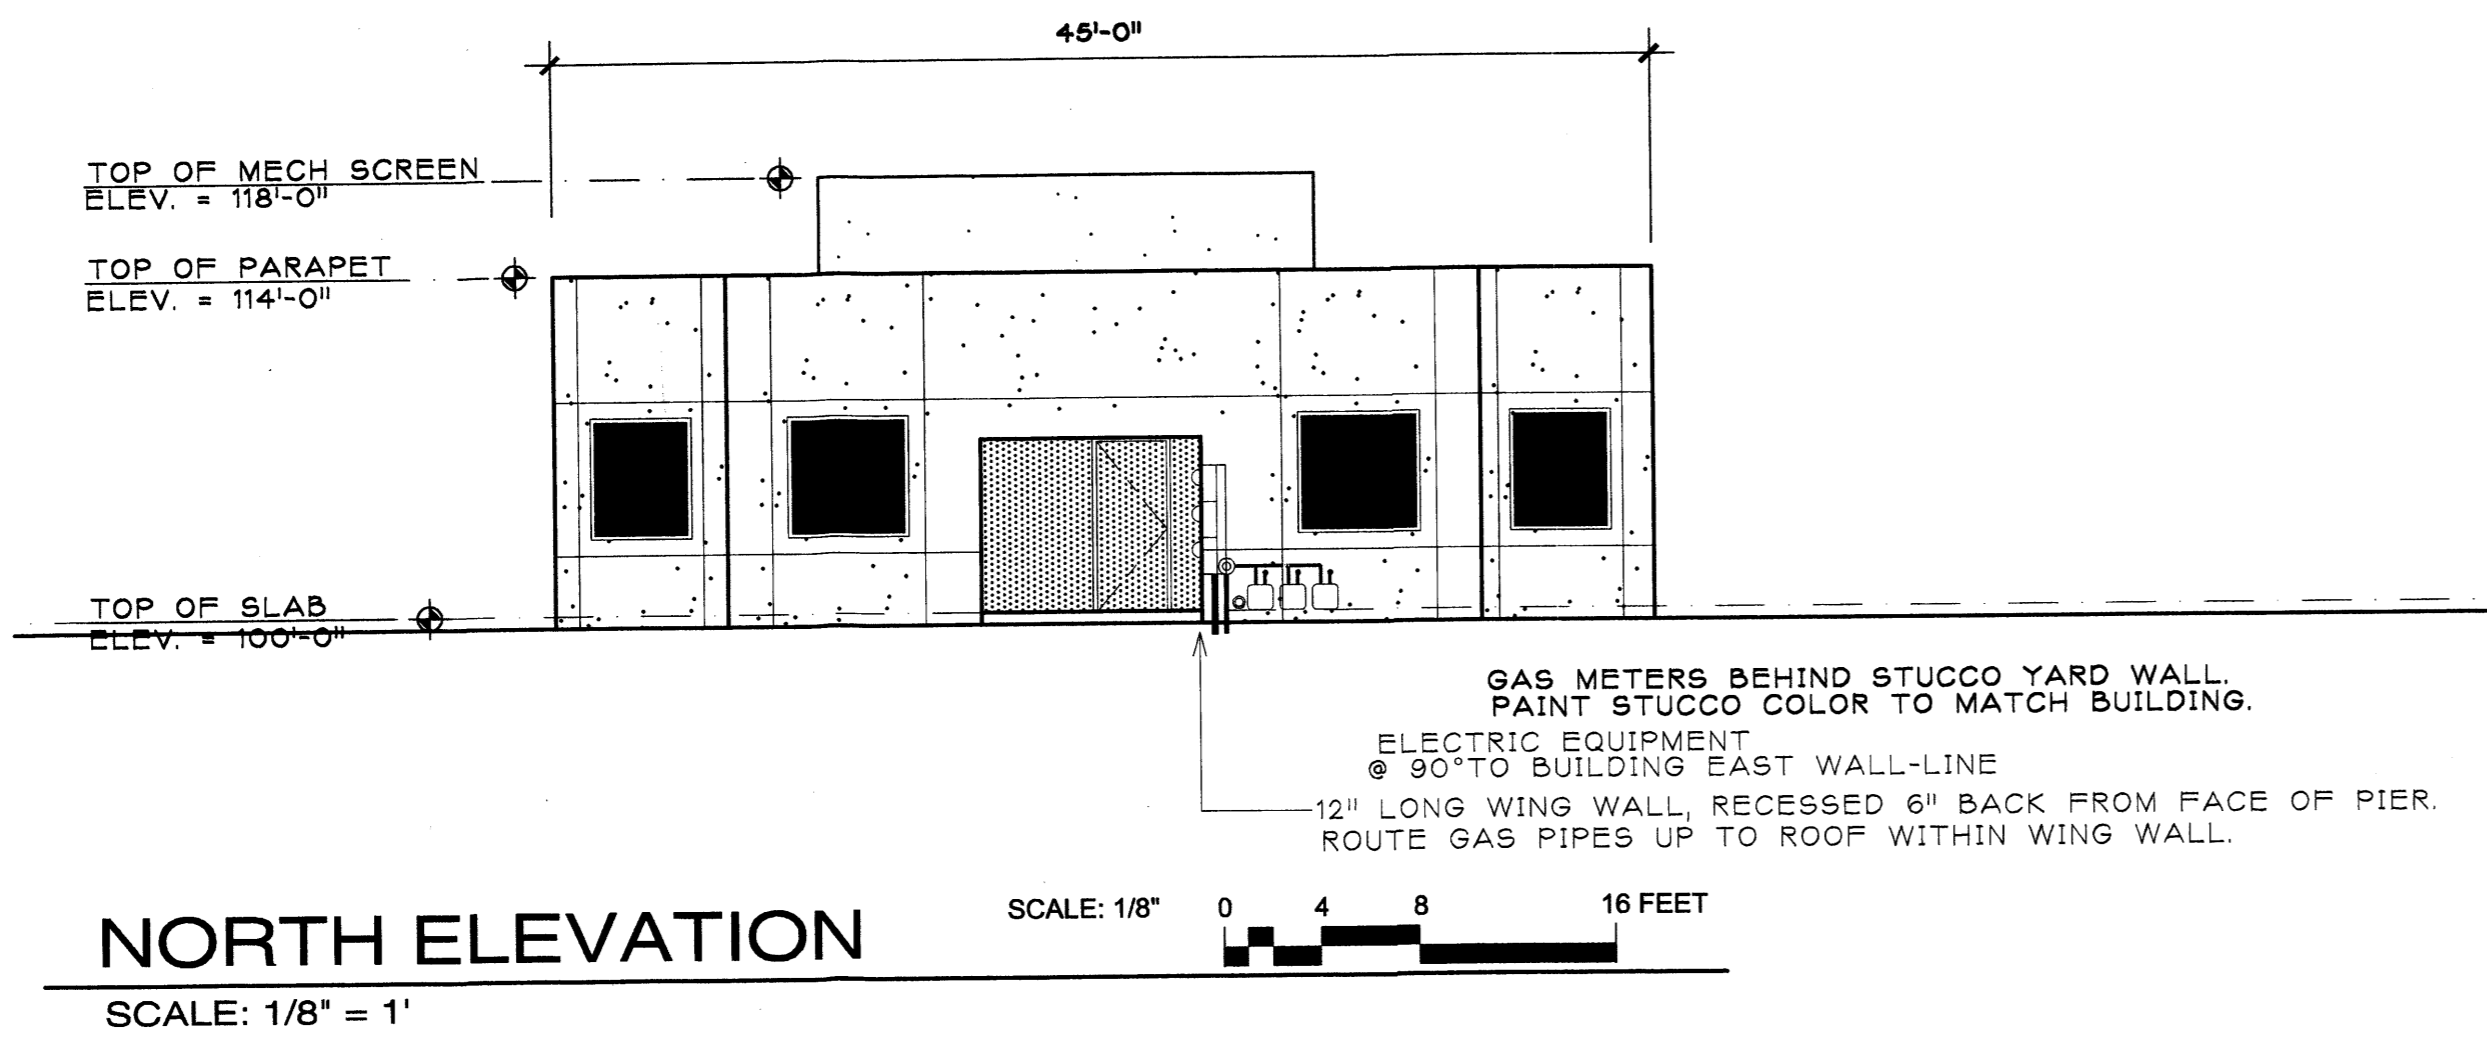 45'-0"
TOP OF MECH SCREEN
ELEV. = 118'-0"
TOP OF PARAPET
ELEV. = 114'-0"
TOP OF SLAB
ELEV. = 100'-0"
GAS METERS BEHIND STUCCO YARD WALL.
PAINT STUCCO COLOR TO MATCH BUILDING.
ELECTRIC EQUIPMENT
@ 90°TO BUILDING EAST WALL-LINE
12" LONG WING WALL, RECESSED 6" BACK FROM FACE OF PIER.
ROUTE GAS PIPES UP TO ROOF WITHIN WING WALL.
SCALE: 1/8" 0 4 8 16 FEET
NORTH ELEVATION
SCALE: 1/8" = 1'